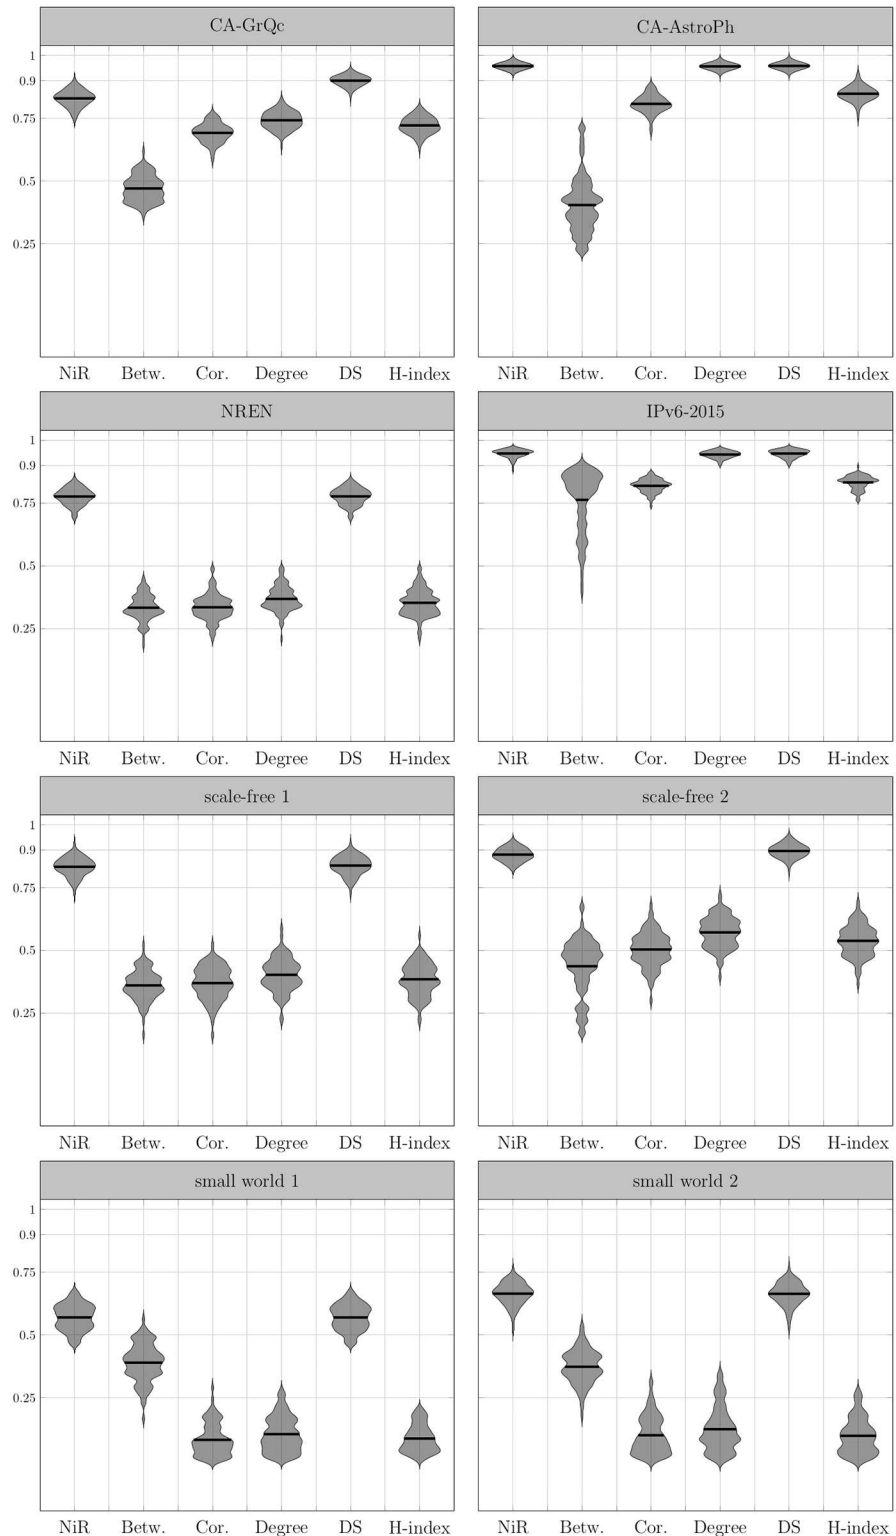 CA-GrQc
1
0.9
0.75
0.5
0.25
NiR Betw. Cor. Degree DS H-index
CA-AstroPh
NiR Betw. Cor. Degree DS H-index
NREN
1
0.9
0.75
0.5
0.25
NiR Betw. Cor. Degree DS H-index
IPv6-2015
NiR Betw. Cor. Degree DS H-index
scale-free 1
1
0.9
0.75
0.5
0.25
NiR Betw. Cor. Degree DS H-index
scale-free 2
NiR Betw. Cor. Degree DS H-index
small world 1
1
0.9
0.75
0.5
0.25
NiR Betw. Cor. Degree DS H-index
small world 2
NiR Betw. Cor. Degree DS H-index